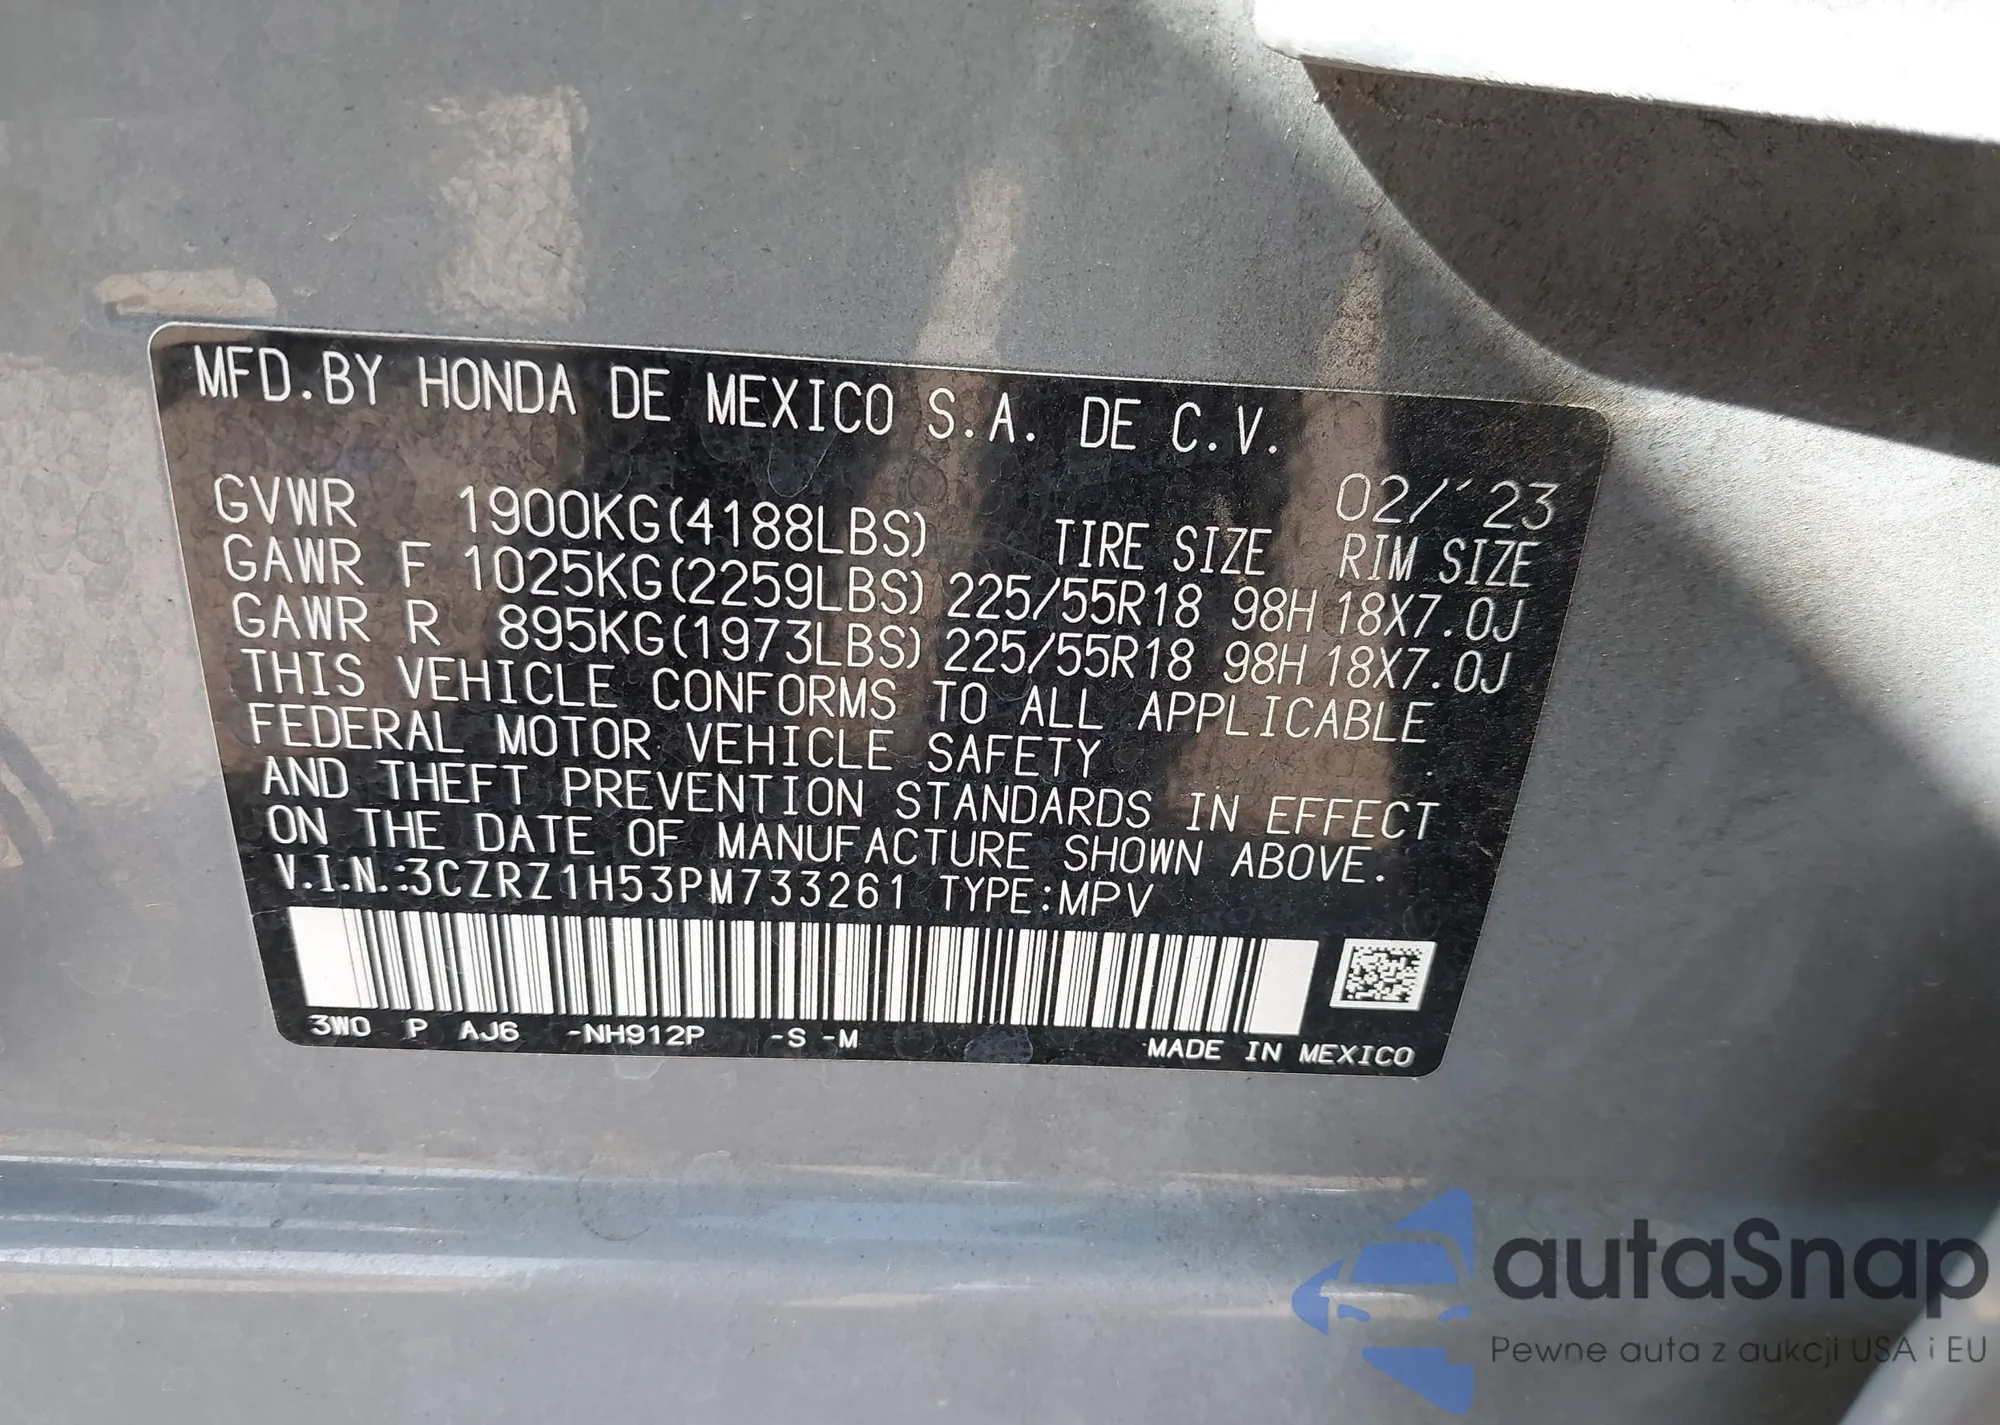 MFD.BY HONDA DE MEXICO S.A. DE C.V.
02/´23
GVWR 1900KG(4188LBS) TIRE SIZE RIM SIZE
GAWR F 1025KG(2259LBS) 225/55R18 98H 18X7.0J
GAWR R 895KG(1973LBS) 225/55R18 98H 18X7.0J
THIS VEHICLE CONFORMS TO ALL APPLICABLE
FEDERAL MOTOR VEHICLE SAFETY
AND THEFT PREVENTION STANDARDS IN EFFECT
ON THE DATE OF MANUFACTURE SHOWN ABOVE.
V.I.N.:3CZRZ1H53PM733261 TYPE:MPV
3W0 P AJ6 -NH912P -S -M MADE IN MEXICO
autaSnap
Pewne auta z aukcji USA i EU